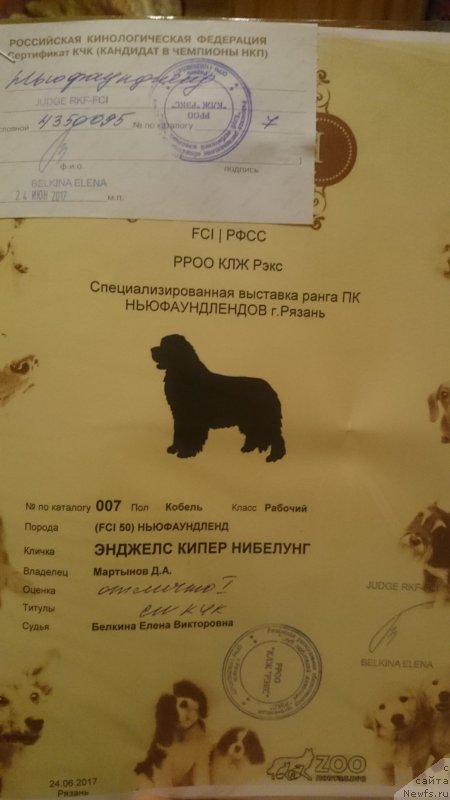 РОССИЙСКАЯ КИНОЛОГИЧЕСКАЯ ФЕДЕРАЦИЯ
Сертификат КЧК (КАНДИДАТ В ЧЕМПИОНЫ НКП)
Ньюфаундленд
JUDGE RKF-FCI
словной 4350095 № по каталогу 7
ф.и.о. подпись
BELKINA ELENA
24 ИЮН 2017 м.п.
РРОО
"КЛЖ "РЭКС"
FCI | РФСС
РРОО КЛЖ Рэкс
Специализированная выставка ранга ПК
НЬЮФАУНДЛЕНДОВ г.Рязань
№ по каталогу 007 Пол Кобель Класс Рабочий
Порода (FCI 50) НЬЮФАУНДЛЕНД
Кличка ЭНДЖЕЛС КИПЕР НИБЕЛУНГ
Владелец Мартынов Д.А.
Оценка отлично I
Титулы КЧК
Судья Белкина Елена Викторовна
JUDGE RKF-FCI
BELKINA ELENA
РРОО
"КЛЖ "РЭКС"
ZOO
24.06.2017
Рязань
с сайта
Newfs.ru